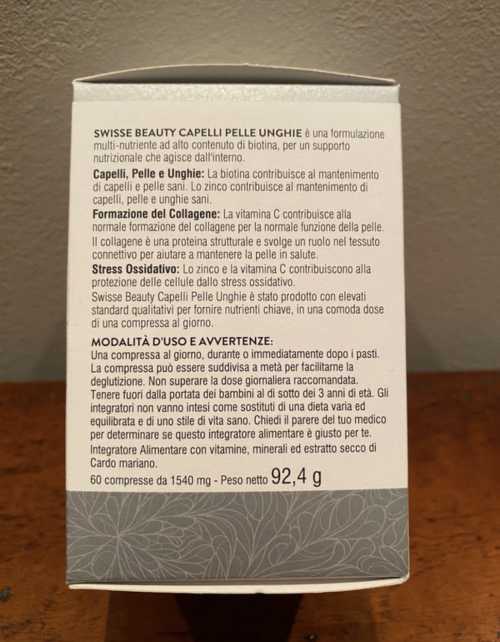 SWISSE BEAUTY CAPELLI PELLE UNGHIE è una formulazione
multi-nutriente ad alto contenuto di biotina, per un supporto
nutrizionale che agisce dall'interno.
Capelli, Pelle e Unghie: La biotina contribuisce al mantenimento
di capelli e pelle sani. Lo zinco contribuisce al mantenimento di
capelli, pelle e unghie sani.
Formazione del Collagene: La vitamina C contribuisce alla
normale formazione del collagene per la normale funzione della pelle.
Il collagene è una proteina strutturale e svolge un ruolo nel tessuto
connettivo per aiutare a mantenere la pelle in salute.
Stress Ossidativo: Lo zinco e la vitamina C contribuiscono alla
protezione delle cellule dallo stress ossidativo.
Swisse Beauty Capelli Pelle Unghie è stato prodotto con elevati
standard qualitativi per fornire nutrienti chiave, in una comoda dose
di una compressa al giorno.
MODALITÀ D'USO E AVVERTENZE:
Una compressa al giorno, durante o immediatamente dopo i pasti.
La compressa può essere suddivisa a metà per facilitarne la
deglutizione. Non superare la dose giornaliera raccomandata.
Tenere fuori dalla portata dei bambini al di sotto dei 3 anni di età. Gli
integratori non vanno intesi come sostituti di una dieta varia ed
equilibrata e di uno stile di vita sano. Chiedi il parere del tuo medico
per determinare se questo integratore alimentare è giusto per te.
Integratore Alimentare con vitamine, minerali ed estratto secco di
Cardo mariano.
60 compresse da 1540 mg - Peso netto 92,4 g